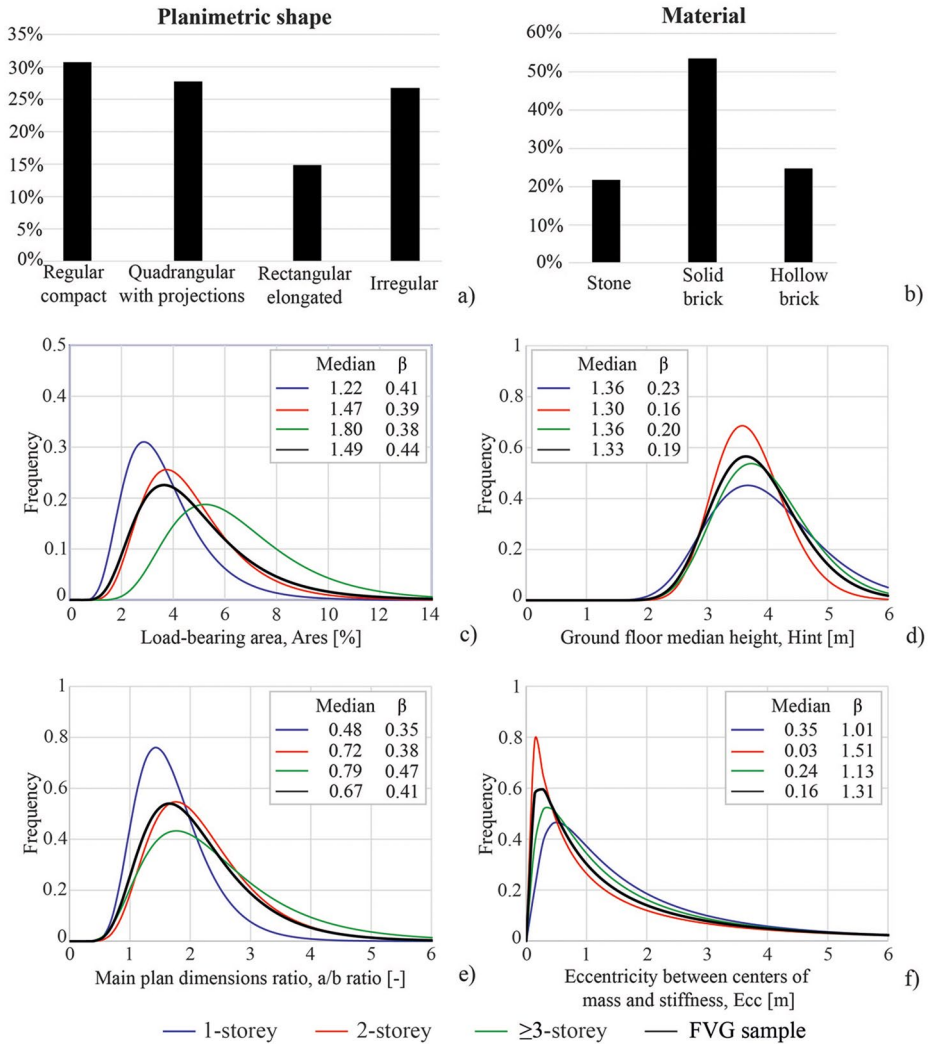 Planimetric shape
35%
30%
25%
20%
15%
10%
5%
0%
Regular compact
Quadrangular with projections
Rectangular elongated
Irregular
a)
Material
60%
50%
40%
30%
20%
10%
0%
Stone
Solid brick
Hollow brick
b)
0.5
0.4
0.3
0.2
0.1
0
Frequency
Median β
1.22 0.41
1.47 0.39
1.80 0.38
1.49 0.44
0 2 4 6 8 10 12 14
Load-bearing area, Ares [%]
c)
1
0.8
0.6
0.4
0.2
0
Frequency
Median β
1.36 0.23
1.30 0.16
1.36 0.20
1.33 0.19
0 1 2 3 4 5 6
Ground floor median height, Hint [m]
d)
1
0.8
0.6
0.4
0.2
0
Frequency
Median β
0.48 0.35
0.72 0.38
0.79 0.47
0.67 0.41
0 1 2 3 4 5 6
Main plan dimensions ratio, a/b ratio [-]
e)
1
0.8
0.6
0.4
0.2
0
Frequency
Median β
0.35 1.01
0.03 1.51
0.24 1.13
0.16 1.31
0 1 2 3 4 5 6
Eccentricity between centers of
mass and stiffness, Ecc [m]
f)
1-storey 2-storey ≥3-storey FVG sample